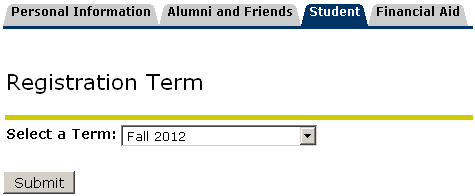 Personal Information Alumni and Friends Student Financial Aid
Registration Term
Select a Term: Fall 2012
Submit